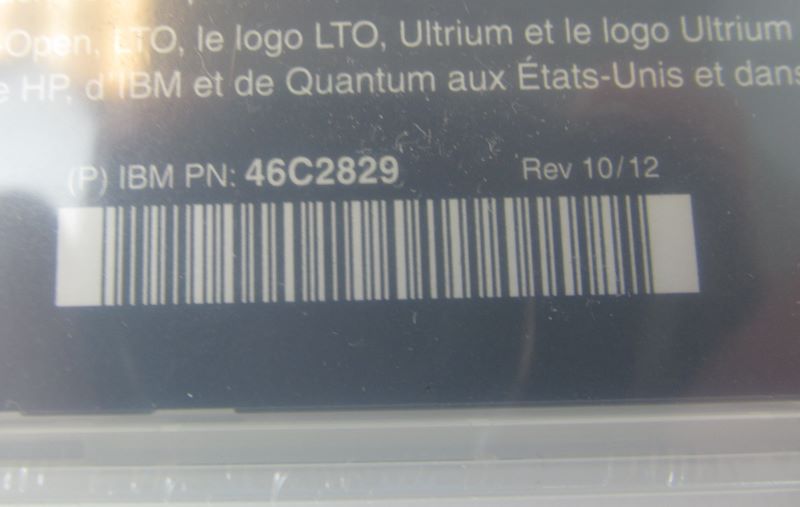 -Open, LTO, le logo LTO, Ultrium et le logo Ultrium
e HP, d'IBM et de Quantum aux États-Unis et dans
(P) IBM PN: 46C2829 Rev 10/12